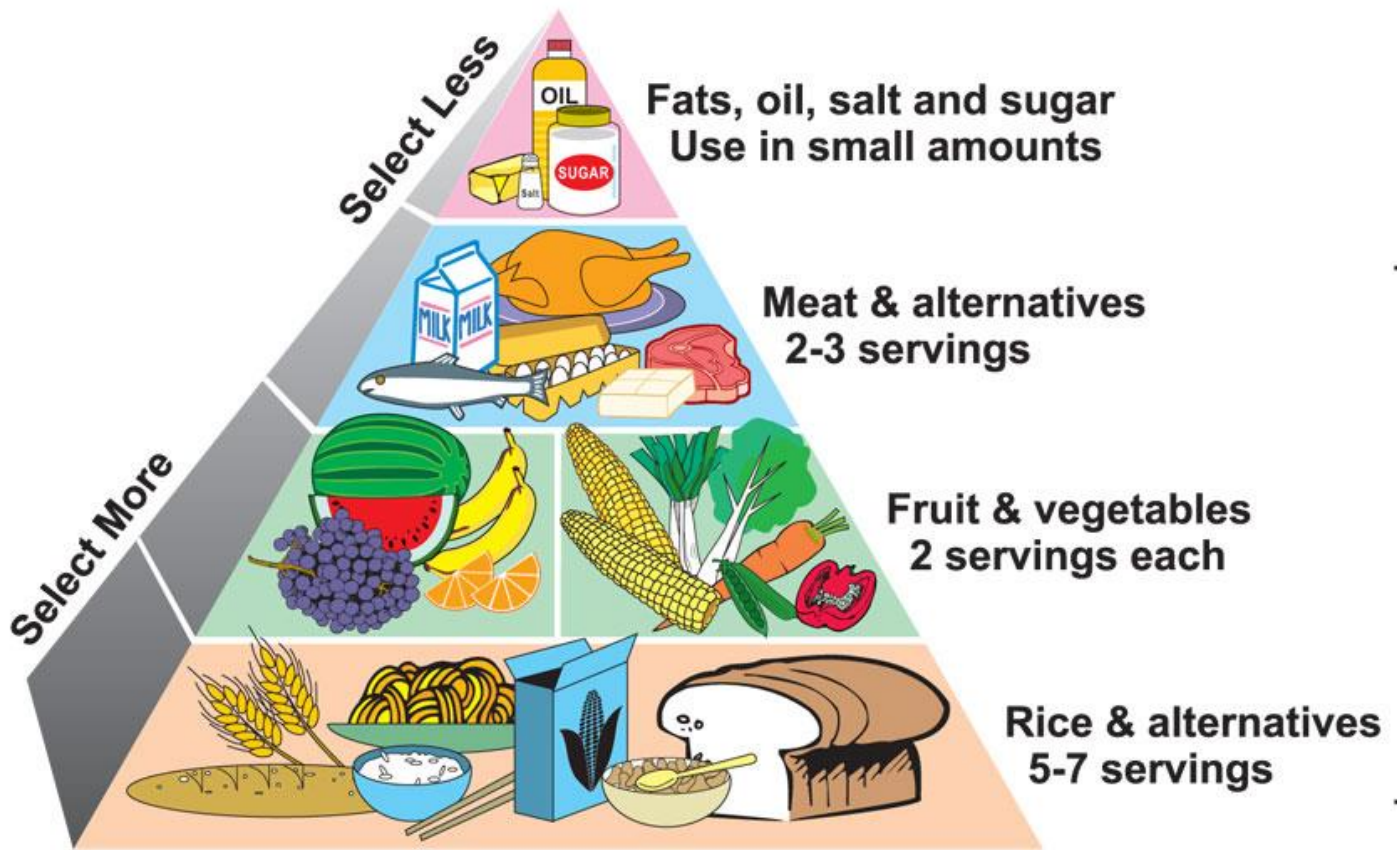 Select Less
Fats, oil, salt and sugar
Use in small amounts
OIL
SUGAR
Salt
Meat & alternatives
2-3 servings
MILK MILK
Select More
Fruit & vegetables
2 servings each
Rice & alternatives
5-7 servings